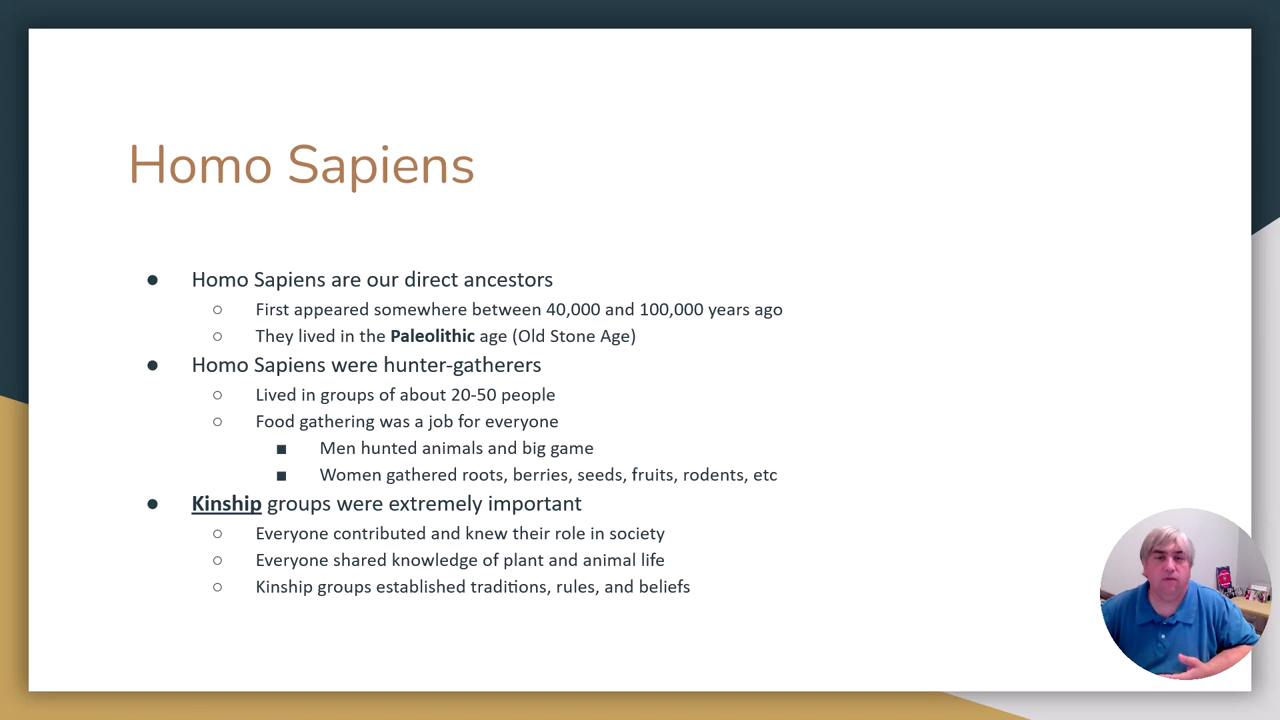 Homo Sapiens
● Homo Sapiens are our direct ancestors
○ First appeared somewhere between 40,000 and 100,000 years ago
○ They lived in the Paleolithic age (Old Stone Age)
● Homo Sapiens were hunter-gatherers
○ Lived in groups of about 20-50 people
○ Food gathering was a job for everyone
■ Men hunted animals and big game
■ Women gathered roots, berries, seeds, fruits, rodents, etc
● Kinship groups were extremely important
○ Everyone contributed and knew their role in society
○ Everyone shared knowledge of plant and animal life
○ Kinship groups established traditions, rules, and beliefs